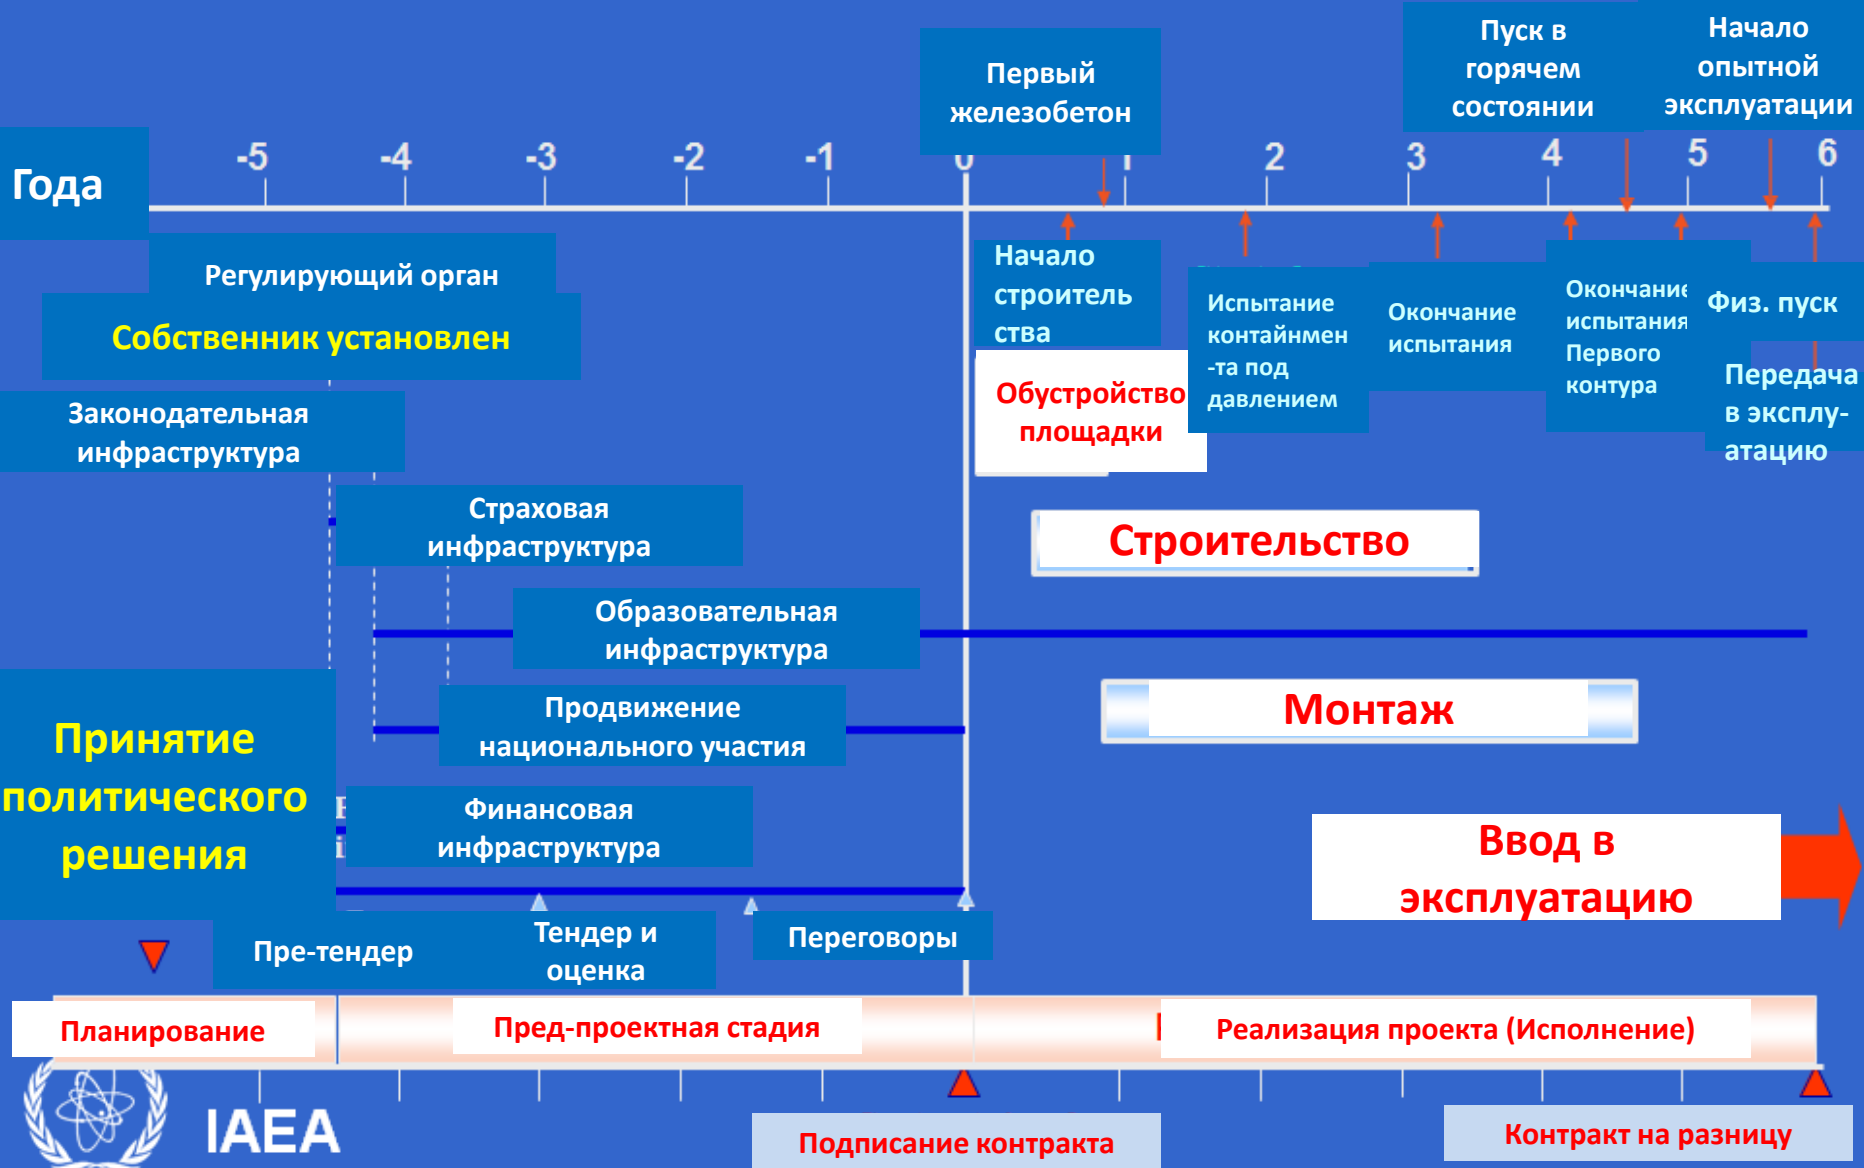 Пуск в
горячем
состоянии
Начало
опытной
эксплуатации
Первый
железобетон
Года
-5
-4
-3
-2
-1
0
1
2
3
4
5
6
Регулирующий орган
Собственник установлен
Законодательная
инфраструктура
Начало
строитель
ства
Испытание
контайнмен
-та под
давлением
Окончание
испытания
Окончание
испытания
Первого
контура
Физ. пуск
Передача
в эксплу-
атацию
Обустройство
площадки
Страховая
инфраструктура
Строительство
Образовательная
инфраструктура
Продвижение
национального участия
Монтаж
Принятие
политического
решения
Финансовая
инфраструктура
Ввод в
эксплуатацию
Пре-тендер
Тендер и
оценка
Переговоры
Планирование
Пред-проектная стадия
Реализация проекта (Исполнение)
IAEA
Подписание контракта
Контракт на разницу